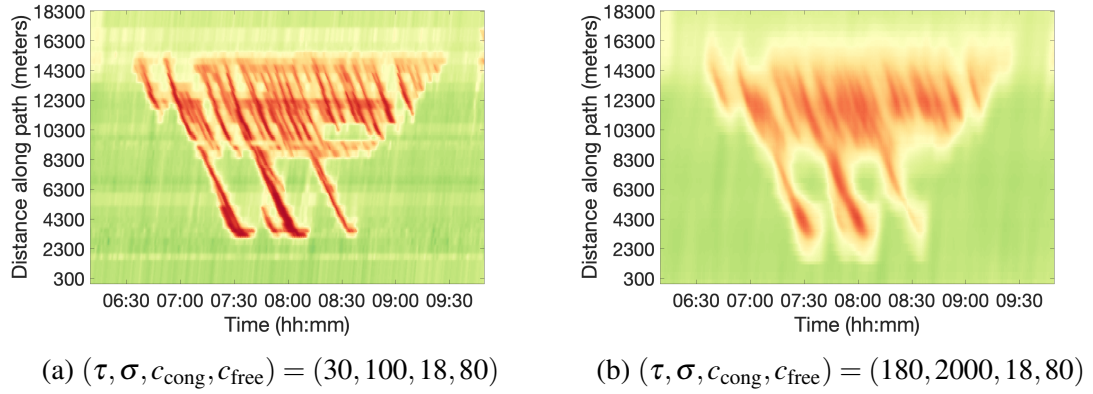 18300
16300
14300
12300
10300
8300
6300
4300
2300
300
Distance along path (meters)
06:30 07:00 07:30 08:00 08:30 09:00 09:30
Time (hh:mm)
(a) (τ, σ, c_cong, c_free) = (30, 100, 18, 80)
18300
16300
14300
12300
10300
8300
6300
4300
2300
300
Distance along path (meters)
06:30 07:00 07:30 08:00 08:30 09:00 09:30
Time (hh:mm)
(b) (τ, σ, c_cong, c_free) = (180, 2000, 18, 80)